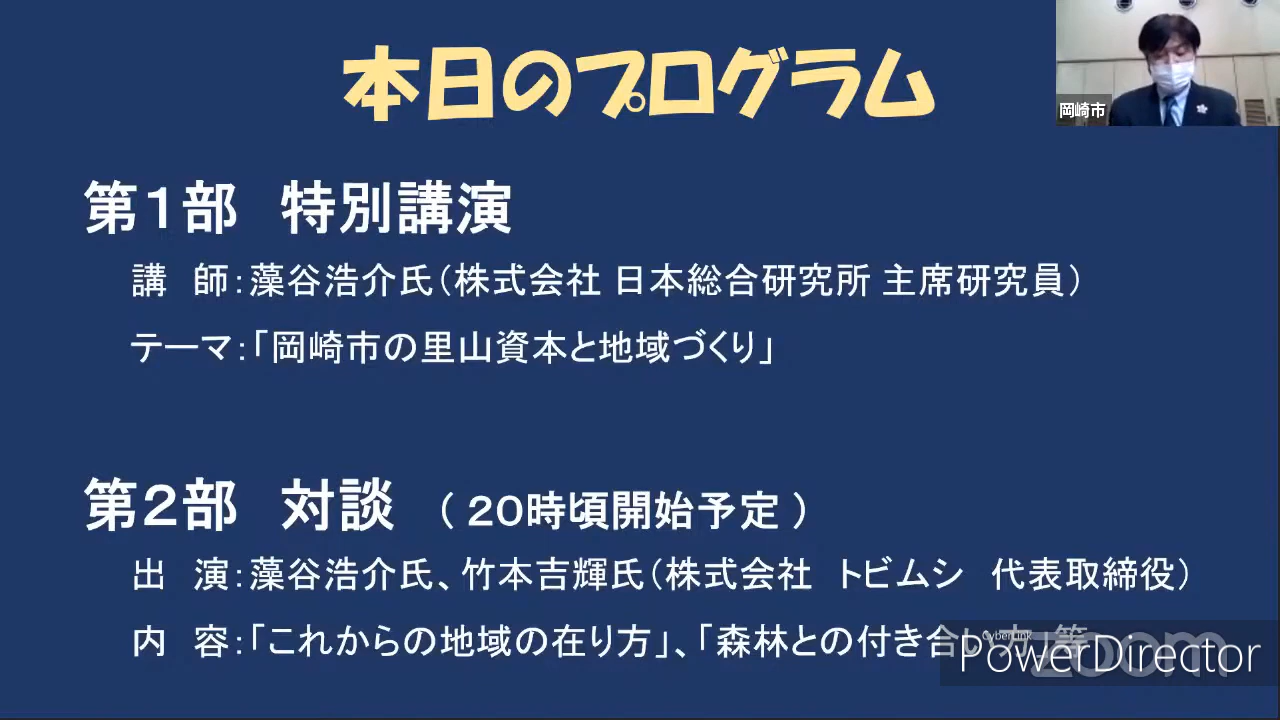 本日のプログラム
岡崎市
第１部　特別講演
講　師：藻谷浩介氏（株式会社 日本総合研究所 主席研究員）
テーマ：「岡崎市の里山資本と地域づくり」
第２部　対談　（ ２０時頃開始予定 ）
出　演：藻谷浩介氏、竹本吉輝氏（株式会社　トビムシ　代表取締役）
内　容：「これからの地域の在り方」、「森林との付き合い方」等
CyberLink
PowerDirector
zoom